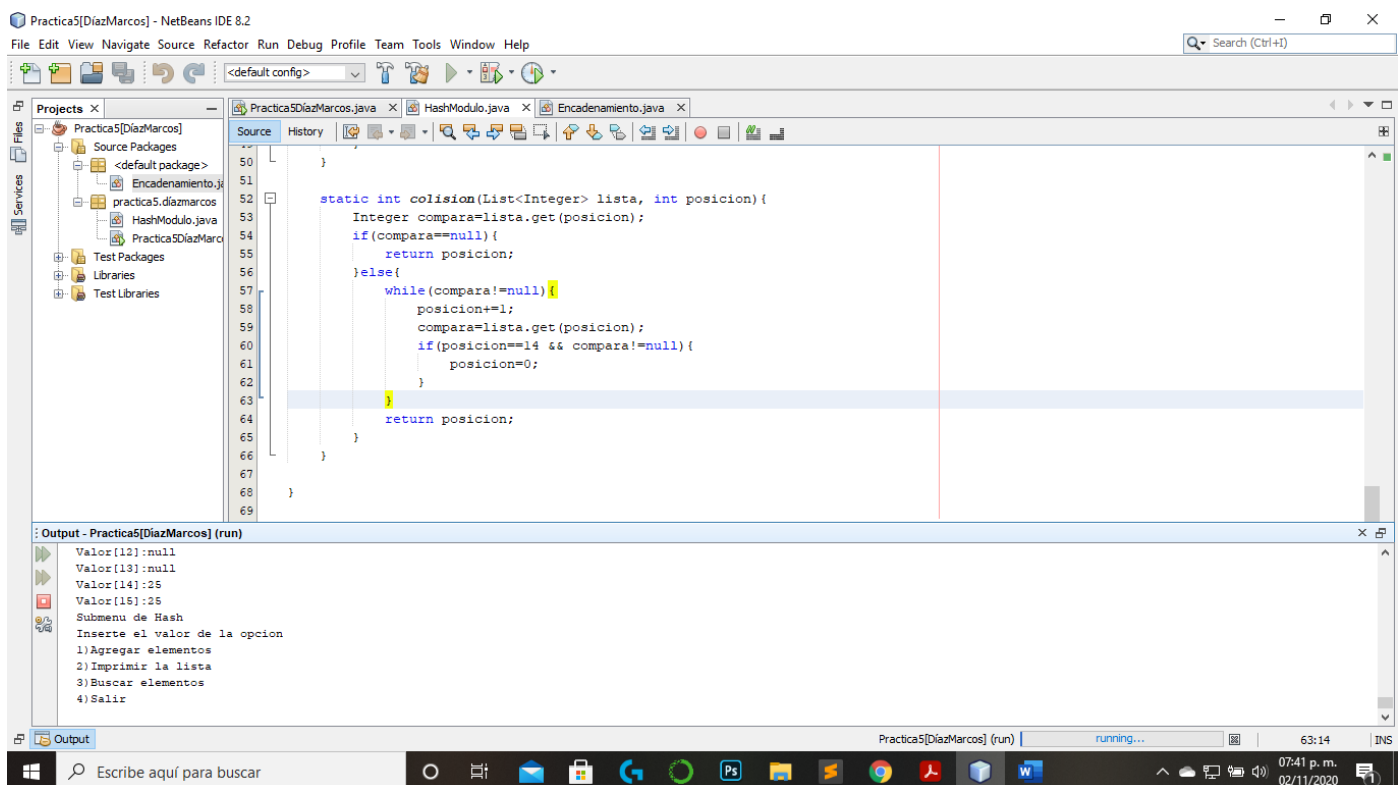 Practica5[DíazMarcos] - NetBeans IDE 8.2
File Edit View Navigate Source Refactor Run Debug Profile Team Tools Window Help
Search (Ctrl+I)
<default config>
Projects
Practica5DíazMarcos.java HashModulo.java Encadenamiento.java
Files
Services
Practica5[DíazMarcos]
Source Packages
<default package>
Encadenamiento.ja
practica5.díazmarcos
HashModulo.java
Practica5DíazMarco
Test Packages
Libraries
Test Libraries
Source History
50 }
51
52 static int colision(List<Integer> lista, int posicion){
53 Integer compara=lista.get(posicion);
54 if(compara==null){
55 return posicion;
56 }else{
57 while(compara!=null){
58 posicion+=1;
59 compara=lista.get(posicion);
60 if(posicion==14 && compara!=null){
61 posicion=0;
62 }
63 }
64 return posicion;
65 }
66 }
67
68 }
69
Output - Practica5[DíazMarcos] (run)
Valor[12]:null
Valor[13]:null
Valor[14]:25
Valor[15]:25
Submenu de Hash
Inserte el valor de la opcion
1)Agregar elementos
2)Imprimir la lista
3)Buscar elementos
4)Salir
Output
Practica5[DíazMarcos] (run) running... 63:14 INS
Escribe aquí para buscar
Ps
W
07:41 p. m.
02/11/2020
1